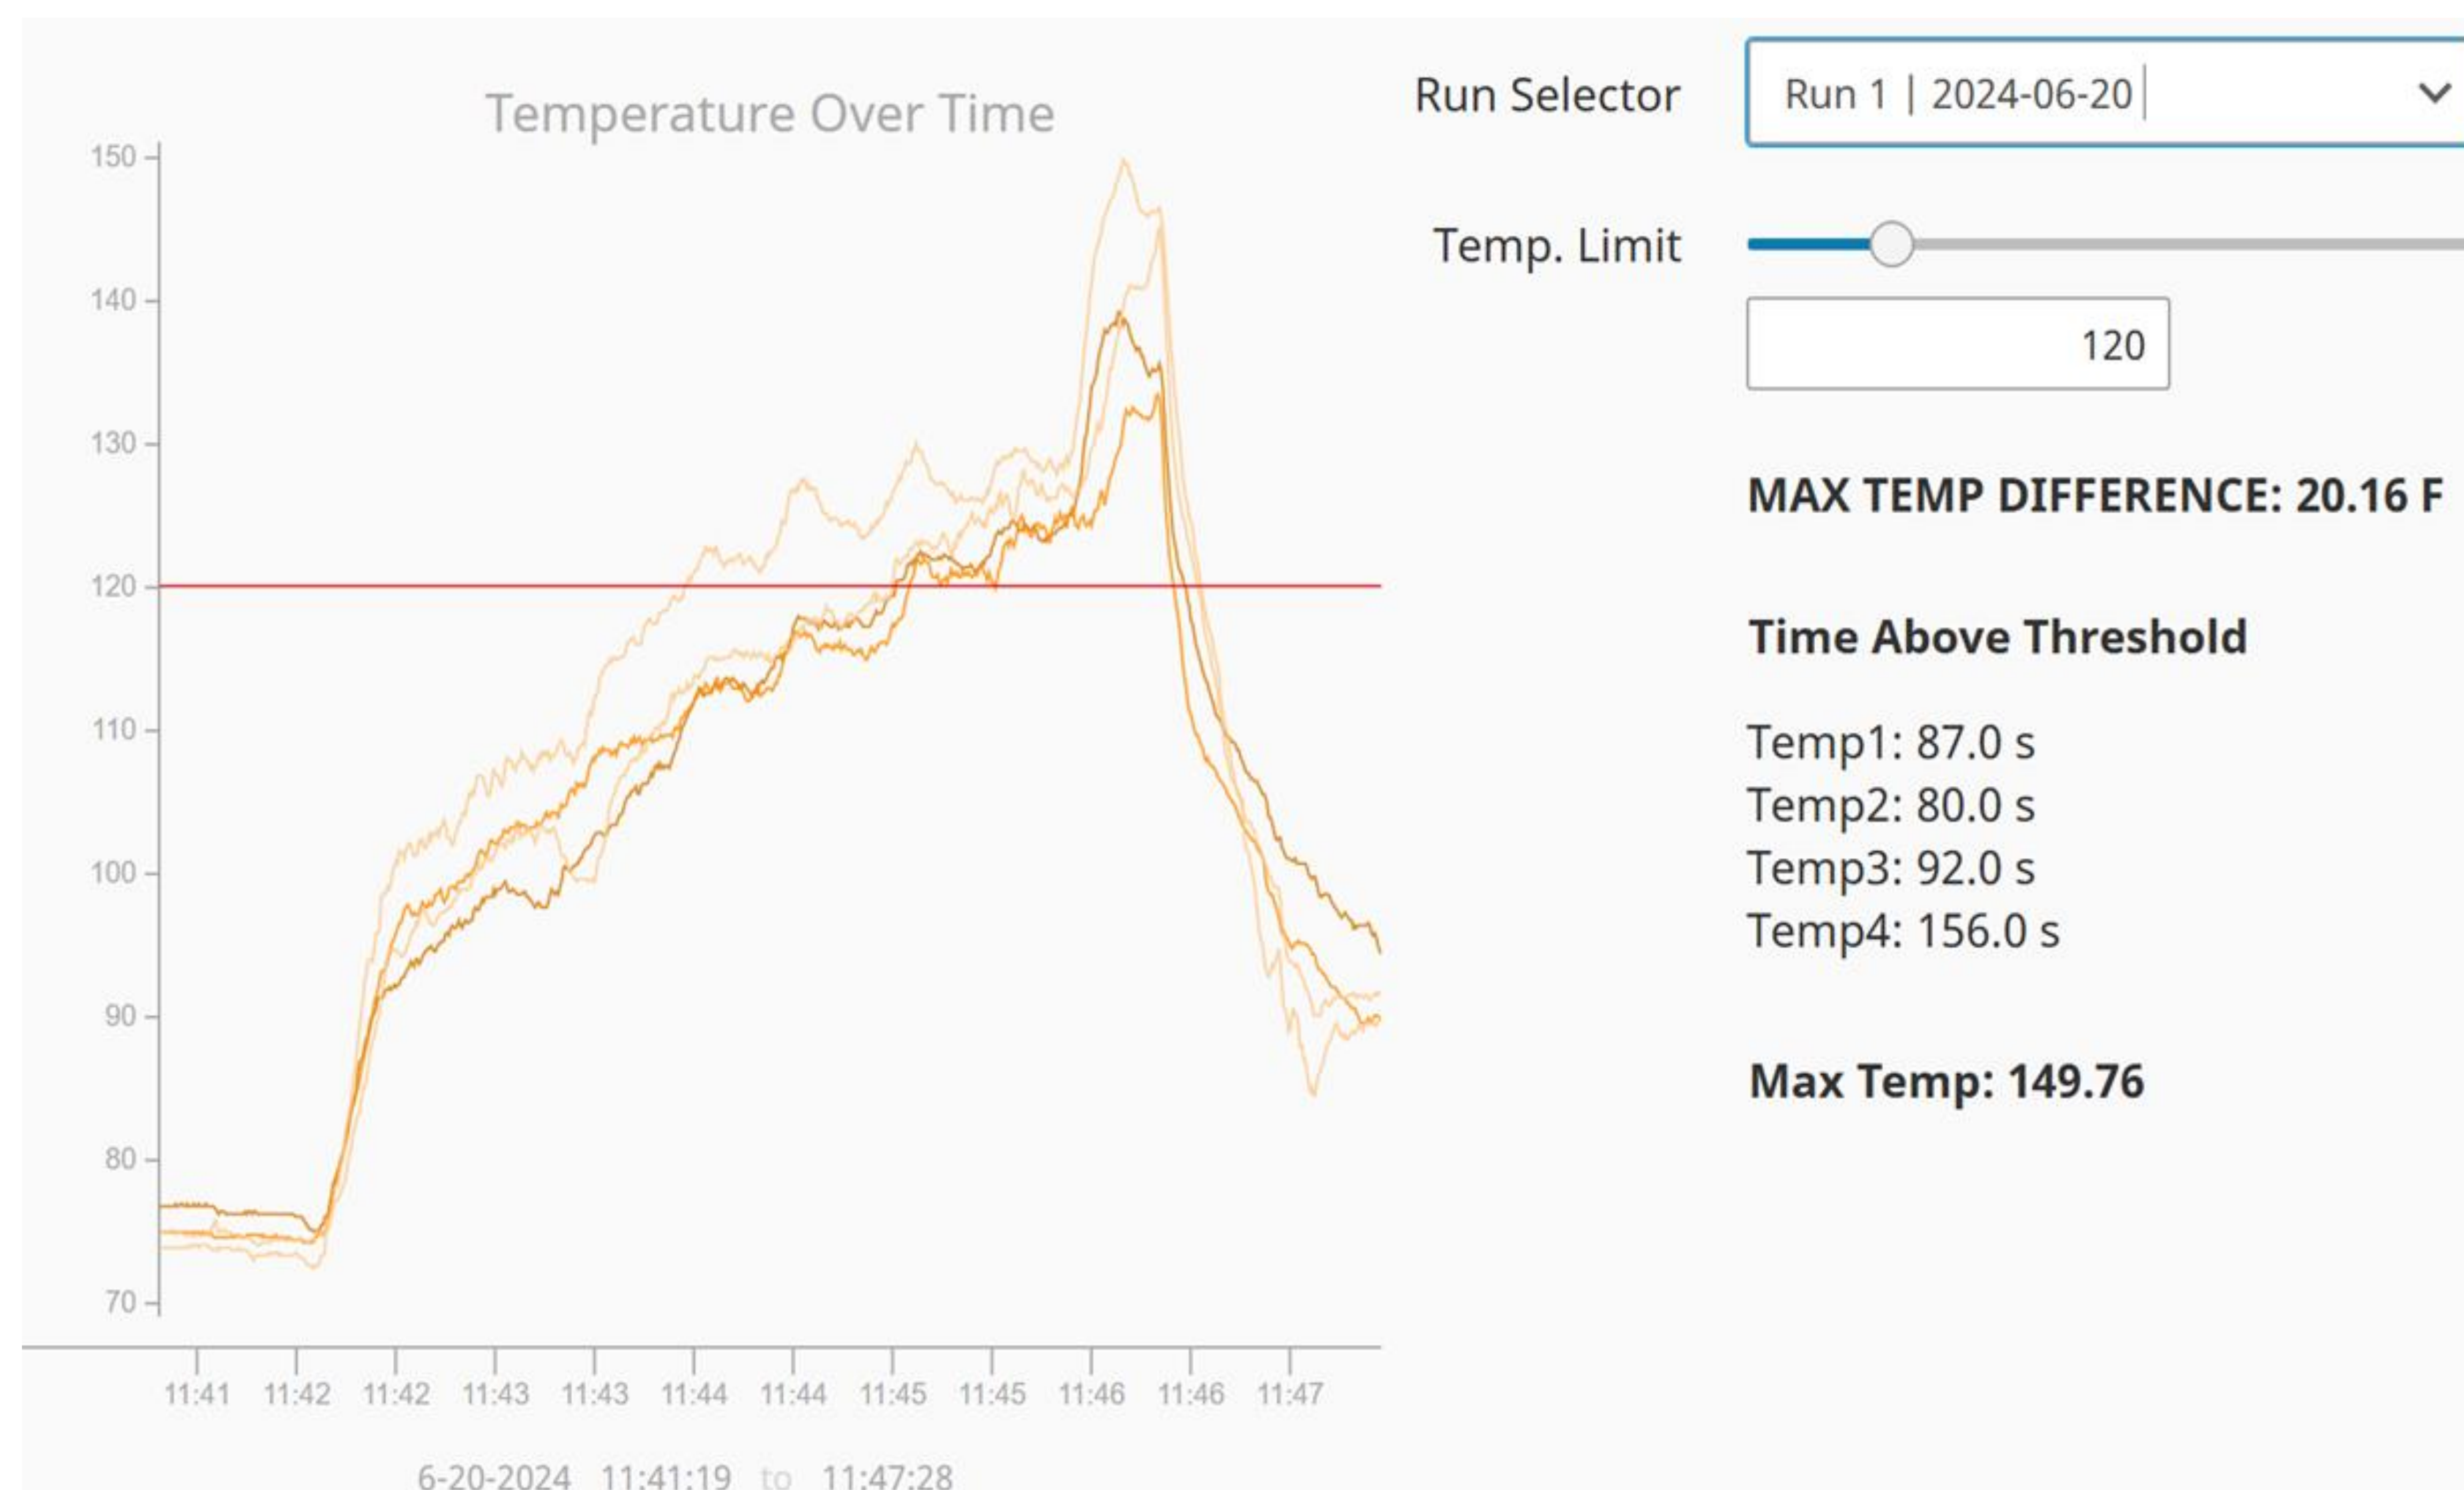 Temperature Over Time
150
140
130
120
110
100
90
80
70
11:41 11:42 11:42 11:43 11:43 11:44 11:44 11:45 11:45 11:46 11:46 11:47
6-20-2024 11:41:19 to 11:47:28
Run Selector
Run 1 | 2024-06-20
Temp. Limit
120
MAX TEMP DIFFERENCE: 20.16 F
Time Above Threshold
Temp1: 87.0 s
Temp2: 80.0 s
Temp3: 92.0 s
Temp4: 156.0 s
Max Temp: 149.76